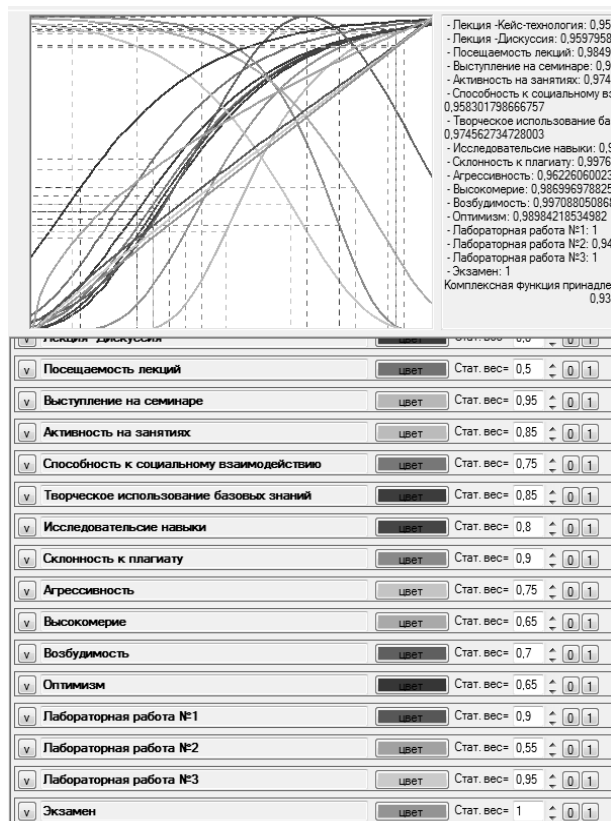 - Лекция -Кейс-технология: 0,95
- Лекция -Дискуссия: 0,9597958
- Посещаемость лекций: 0,9849
- Выступление на семинаре: 0,9
- Активность на занятиях: 0,974
- Способность к социальному вз
0,958301798666757
- Творческое использование ба
0,974562734728003
- Исследовательсие навыки: 0,9
- Склонность к плагиату: 0,9976
- Агрессивность: 0,96226060023
- Высокомерие: 0,986996978825
- Возбудимость: 0,997088050868
- Оптимизм: 0,98984218534982
- Лабораторная работа №1: 1
- Лабораторная работа №2: 0,94
- Лабораторная работа №3: 1
- Экзамен: 1
Комплексная функция принадле
0,93
Лекция -Дискуссия цвет Стат. вес=
v Посещаемость лекций цвет Стат. вес= 0,5 0 1
v Выступление на семинаре цвет Стат. вес= 0,95 0 1
v Активность на занятиях цвет Стат. вес= 0,85 0 1
v Способность к социальному взаимодействию цвет Стат. вес= 0,75 0 1
v Творческое использование базовых знаний цвет Стат. вес= 0,85 0 1
v Исследовательсие навыки цвет Стат. вес= 0,8 0 1
v Склонность к плагиату цвет Стат. вес= 0,9 0 1
v Агрессивность цвет Стат. вес= 0,75 0 1
v Высокомерие цвет Стат. вес= 0,65 0 1
v Возбудимость цвет Стат. вес= 0,7 0 1
v Оптимизм цвет Стат. вес= 0,65 0 1
v Лабораторная работа №1 цвет Стат. вес= 0,9 0 1
v Лабораторная работа №2 цвет Стат. вес= 0,55 0 1
v Лабораторная работа №3 цвет Стат. вес= 0,95 0 1
v Экзамен цвет Стат. вес= 1 0 1